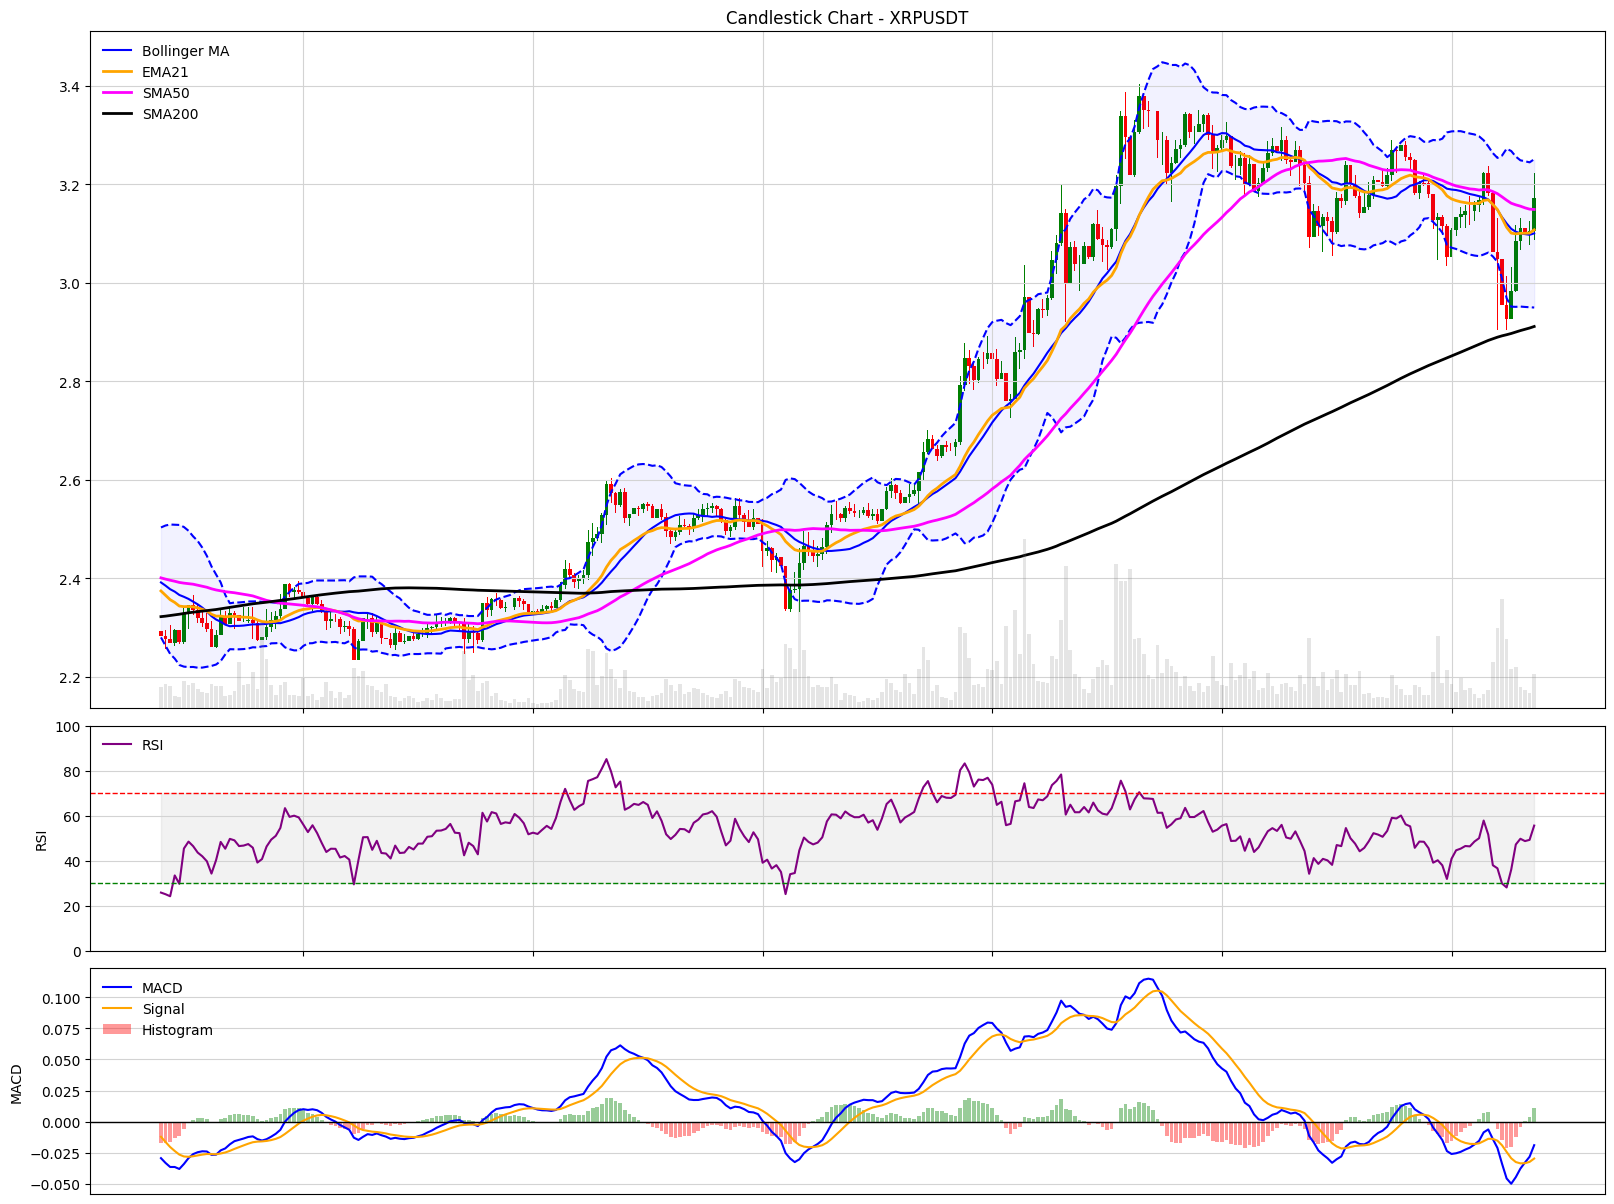 Candlestick Chart - XRPUSDT
Bollinger MA
EMA21
SMA50
SMA200
3.4
3.2
3.0
2.8
2.6
2.4
2.2
RSI
100
80
60
40
20
0
RSI
MACD
Signal
Histogram
0.100
0.075
0.050
0.025
0.000
−0.025
−0.050
MACD